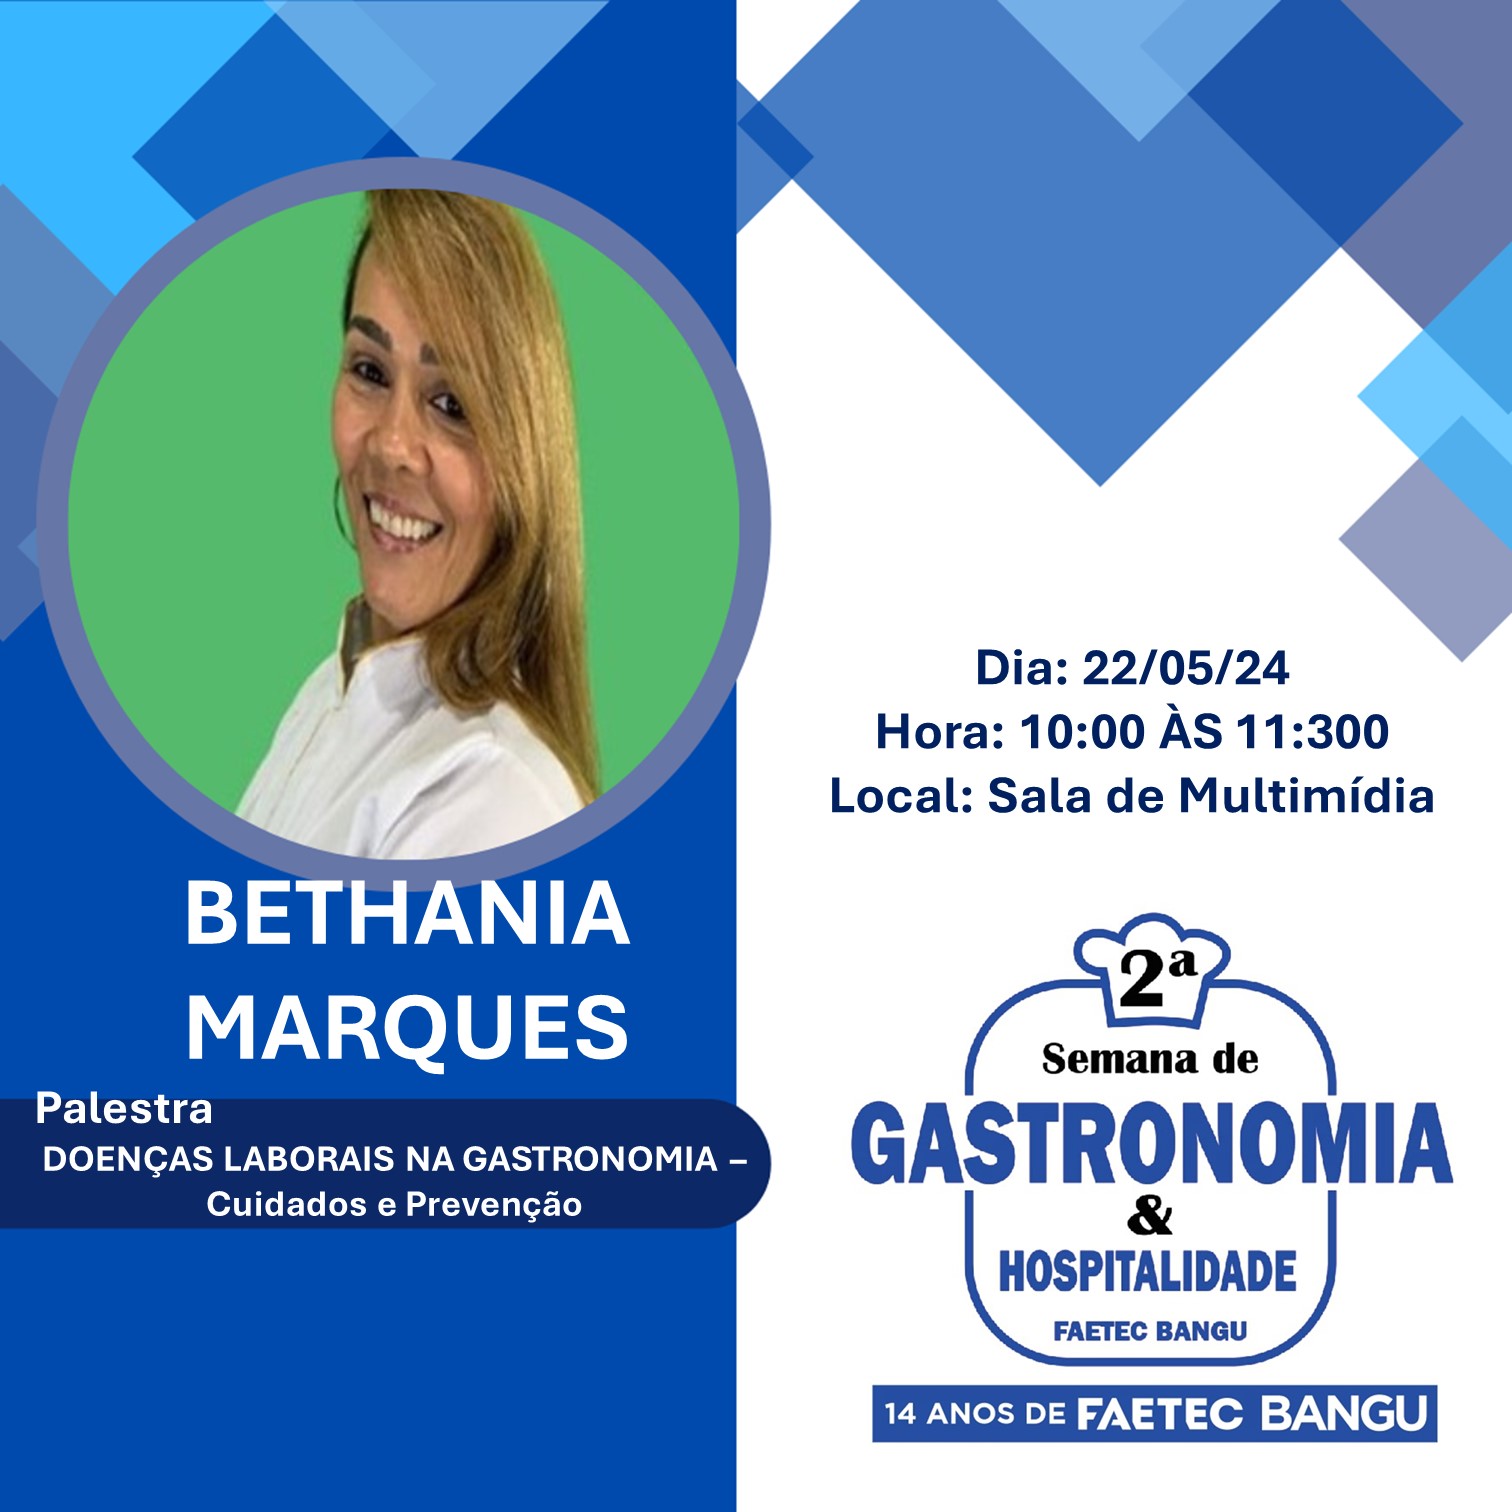 BETHANIA
MARQUES
Palestra
DOENÇAS LABORAIS NA GASTRONOMIA –
Cuidados e Prevenção
Dia: 22/05/24
Hora: 10:00 ÀS 11:300
Local: Sala de Multimídia
2ª
Semana de
GASTRONOMIA
&
HOSPITALIDADE
FAETEC BANGU
14 ANOS DE FAETEC BANGU